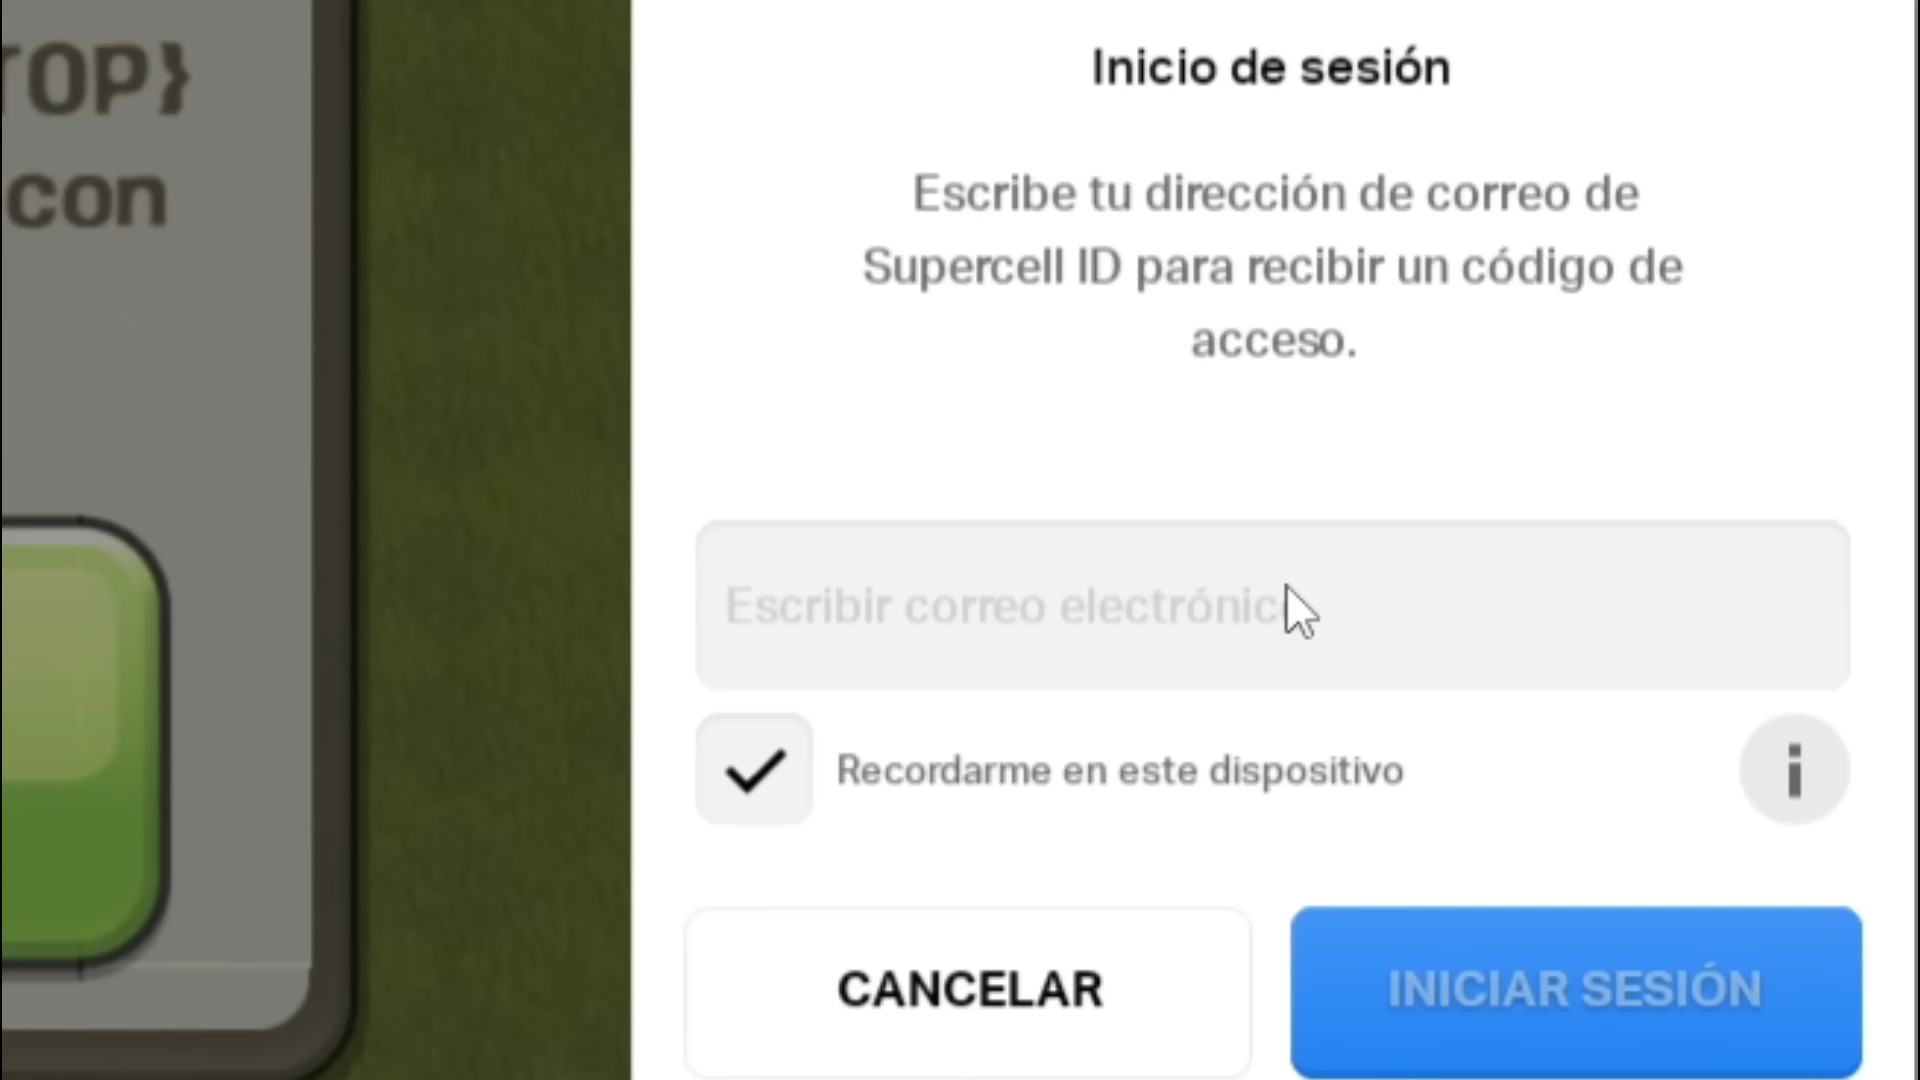 TOP}
con
Inicio de sesión
Escribe tu dirección de correo de
Supercell ID para recibir un código de
acceso.
Escribir correo electrónico
Recordarme en este dispositivo
i
CANCELAR
INICIAR SESIÓN